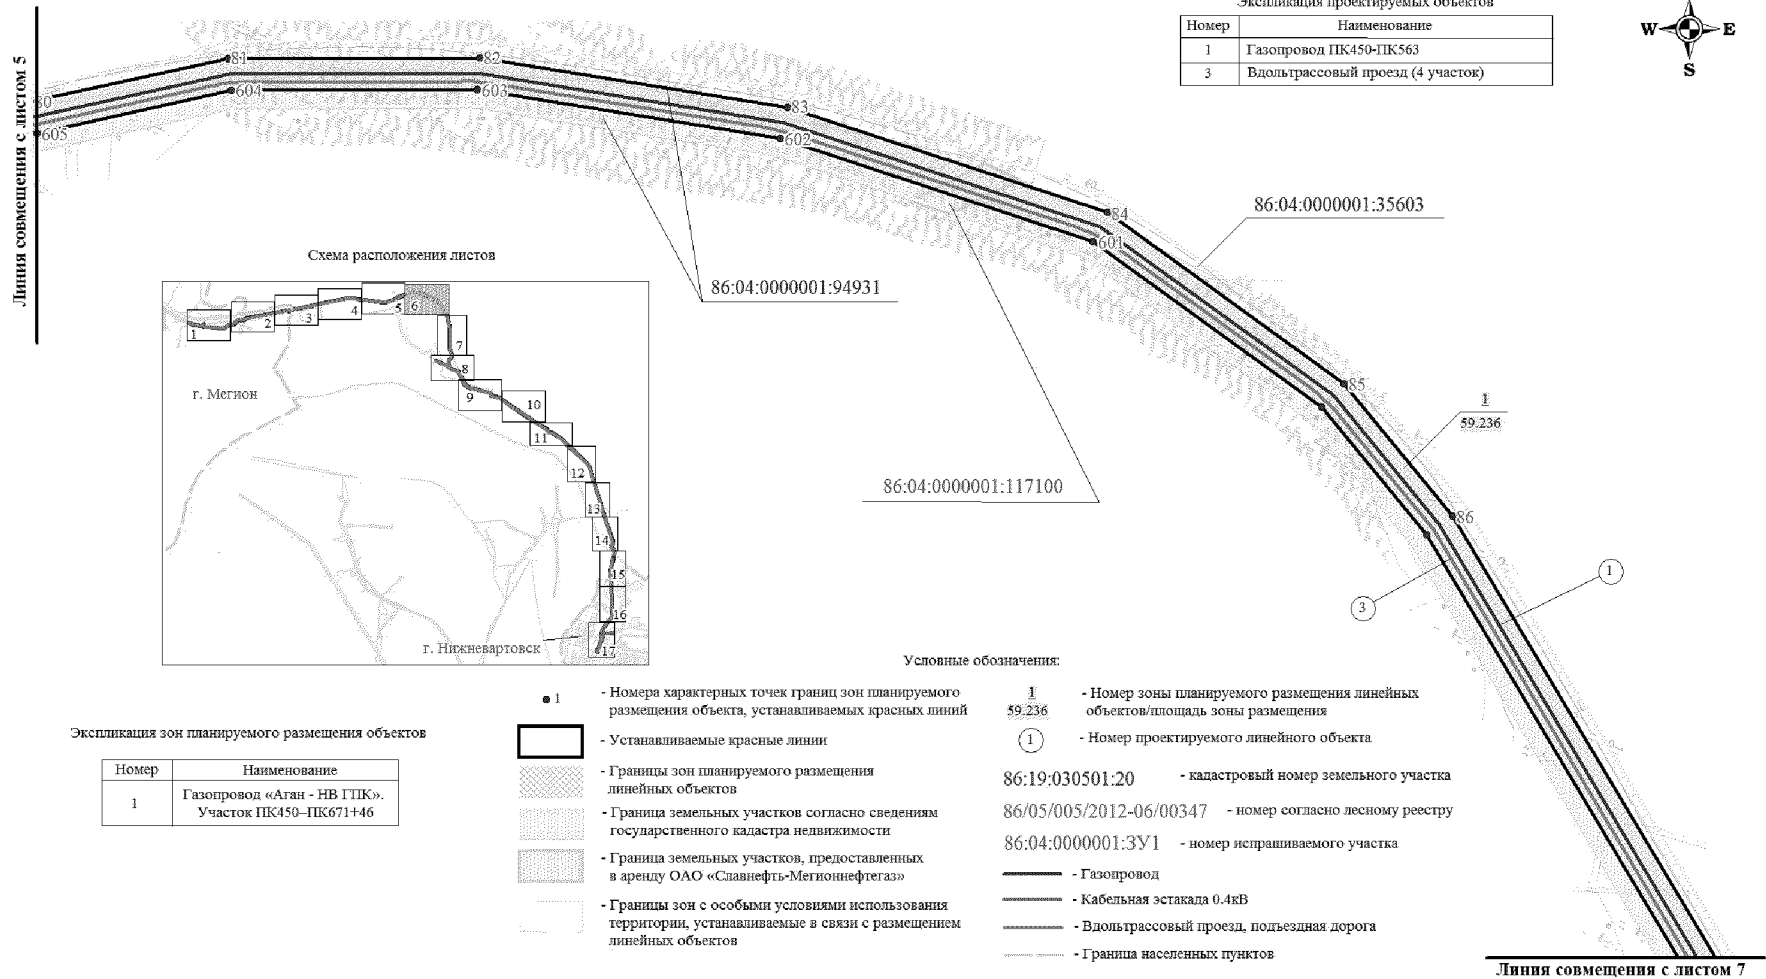 Экспликация проектируемых объектов
Номер Наименование
1 Газопровод ПК450-ПК563
3 Вдольтрассовый проезд (4 участок)
W E
S
Линия совмещения с листом 5
80
81
82
83
84
85
86
605
604
603
602
601
86:04:0000001:35603
86:04:0000001:94931
86:04:0000001:117100
1
59.236
1
3
Схема расположения листов
1
2
3
4
5
6
7
8
9
10
11
12
13
14
15
16
17
г. Мегион
г. Нижневартовск
Экспликация зон планируемого размещения объектов
Номер Наименование
1 Газопровод «Аган - НВ ГПК».
Участок ПК450–ПК671+46
Условные обозначения:
1 - Номера характерных точек границ зон планируемого
размещения объекта, устанавливаемых красных линий
- Устанавливаемые красные линии
- Границы зон планируемого размещения
линейных объектов
- Граница земельных участков согласно сведениям
государственного кадастра недвижимости
- Граница земельных участков, предоставленных
в аренду ОАО «Славнефть-Мегионнефтегаз»
- Границы зон с особыми условиями использования
территории, устанавливаемые в связи с размещением
линейных объектов
1
59.236
- Номер зоны планируемого размещения линейных
объектов/площадь зоны размещения
1 - Номер проектируемого линейного объекта
86:19:030501:20 - кадастровый номер земельного участка
86/05/005/2012-06/00347 - номер согласно лесному реестру
86:04:0000001:ЗУ1 - номер испрашиваемого участка
- Газопровод
- Кабельная эстакада 0.4кВ
- Вдольтрассовый проезд, подъездная дорога
- Граница населенных пунктов
Линия совмещения с листом 7